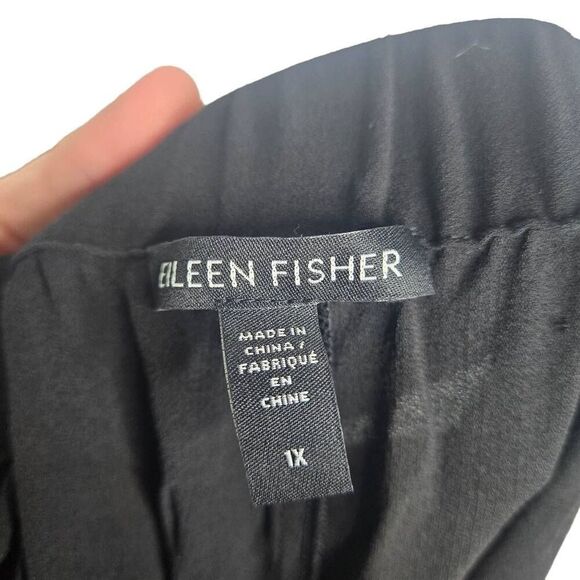 EILEEN FISHER
MADE IN
CHINA /
FABRIQUÉ
EN
CHINE
1X